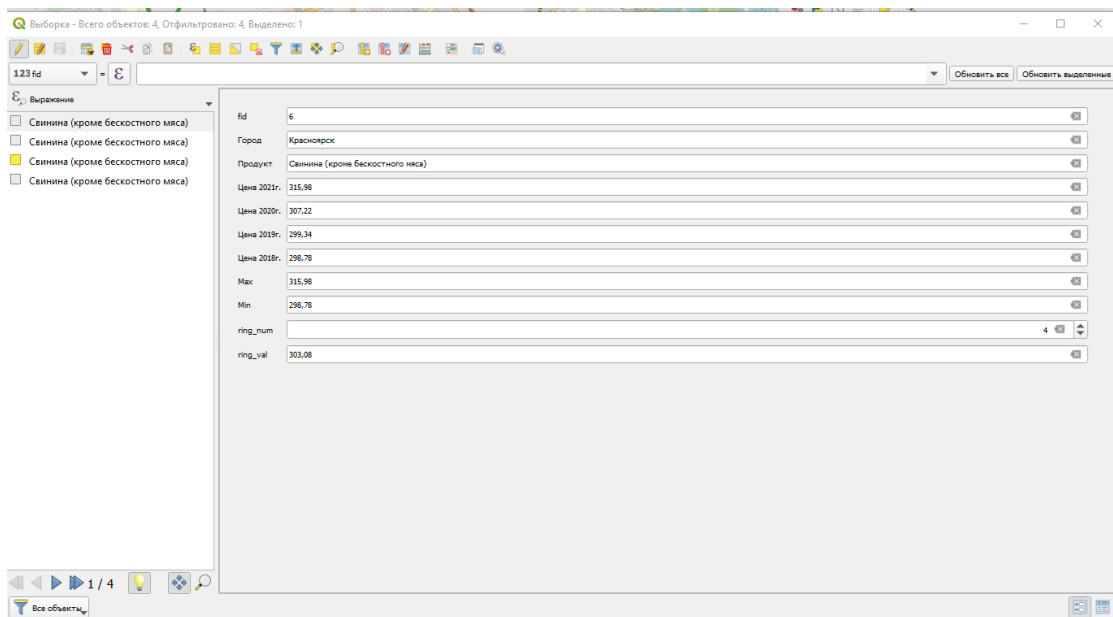 Выборка - Всего объектов: 4, Отфильтровано: 4, Выделено: 1
123 fid = ε Обновить все Обновить выделенные
Выражение
Свинина (кроме бескостного мяса)
Свинина (кроме бескостного мяса)
Свинина (кроме бескостного мяса)
Свинина (кроме бескостного мяса)
fid 6
Город Красноярск
Продукт Свинина (кроме бескостного мяса)
Цена 2021г. 315,98
Цена 2020г. 307,22
Цена 2019г. 299,34
Цена 2018г. 298,78
Max 315,98
Min 298,78
ring_num 4
ring_val 303,08
1 / 4
Все объекты